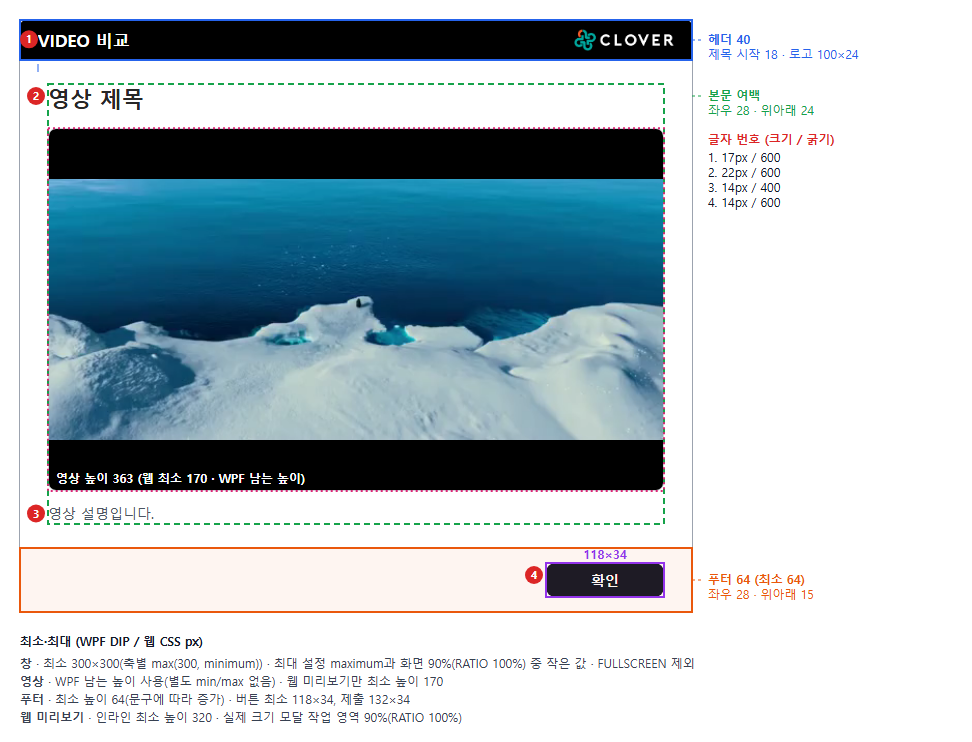 1 VIDEO 비교
CLOVER
헤더 40
제목 시작 18 · 로고 100×24
2 영상 제목
본문 여백
좌우 28 · 위아래 24
글자 번호 (크기 / 굵기)
1. 17px / 600
2. 22px / 600
3. 14px / 400
4. 14px / 600
영상 높이 363 (웹 최소 170 · WPF 남는 높이)
3 영상 설명입니다.
118×34
4 확인
푸터 64 (최소 64)
좌우 28 · 위아래 15
최소·최대 (WPF DIP / 웹 CSS px)
창 · 최소 300×300(축별 max(300, minimum)) · 최대 설정 maximum과 화면 90%(RATIO 100%) 중 작은 값 · FULLSCREEN 제외
영상 · WPF 남는 높이 사용(별도 min/max 없음) · 웹 미리보기만 최소 높이 170
푸터 · 최소 높이 64(문구에 따라 증가) · 버튼 최소 118×34, 제출 132×34
웹 미리보기 · 인라인 최소 높이 320 · 실제 크기 모달 작업 영역 90%(RATIO 100%)